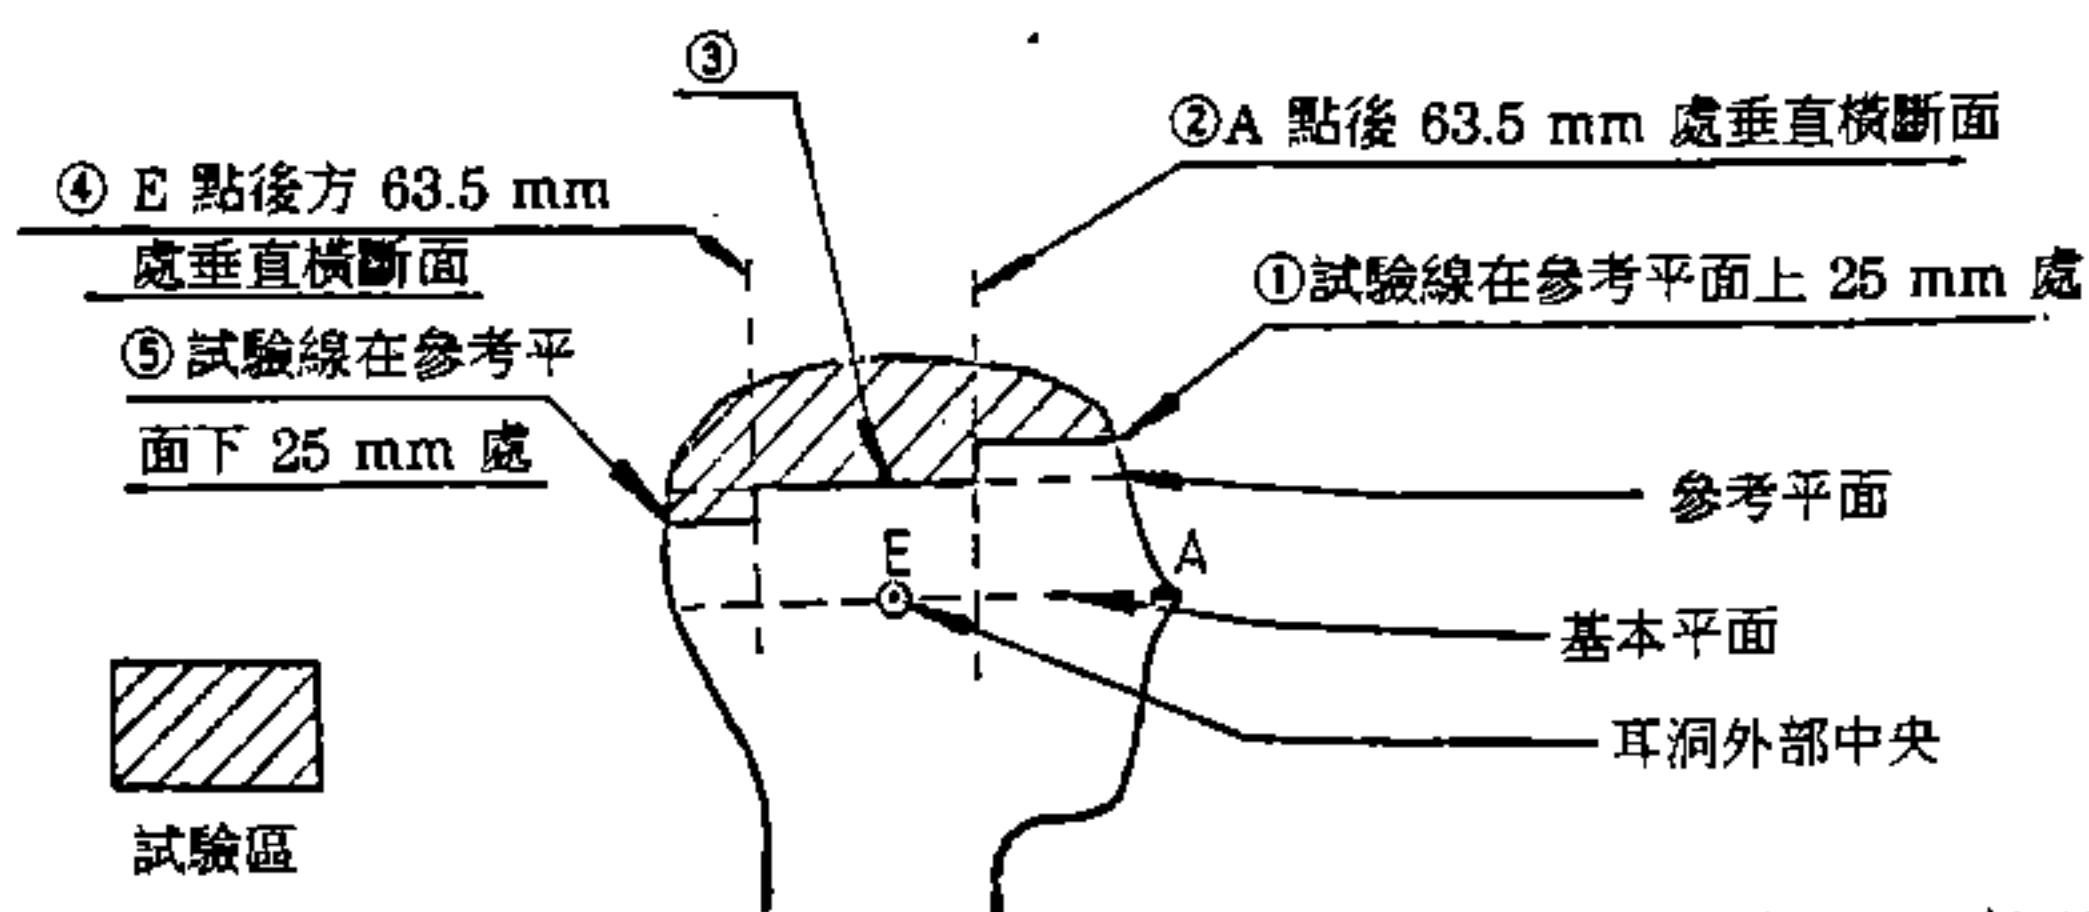 ③
②A 點後 63.5 mm 處垂直橫斷面
④ E 點後方 63.5 mm
處垂直橫斷面
①試驗線在參考平面上 25 mm 處
⑤試驗線在參考平
面下 25 mm 處
參考平面
E
A
基本平面
耳洞外部中央
試驗區